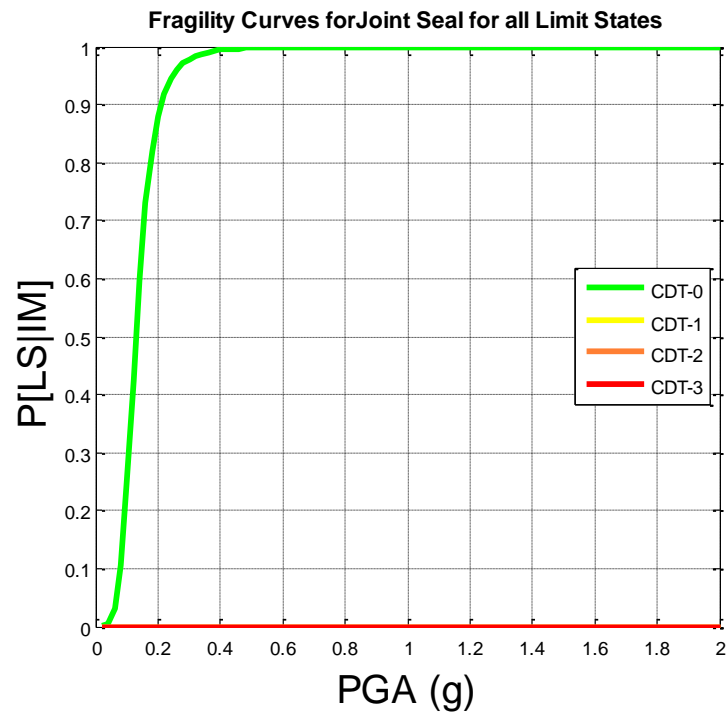 Fragility Curves forJoint Seal for all Limit States
1
0.9
0.8
0.7
0.6
0.5
0.4
0.3
0.2
0.1
0
P[LS|IM]
CDT-0
CDT-1
CDT-2
CDT-3
0 0.2 0.4 0.6 0.8 1 1.2 1.4 1.6 1.8 2
PGA (g)